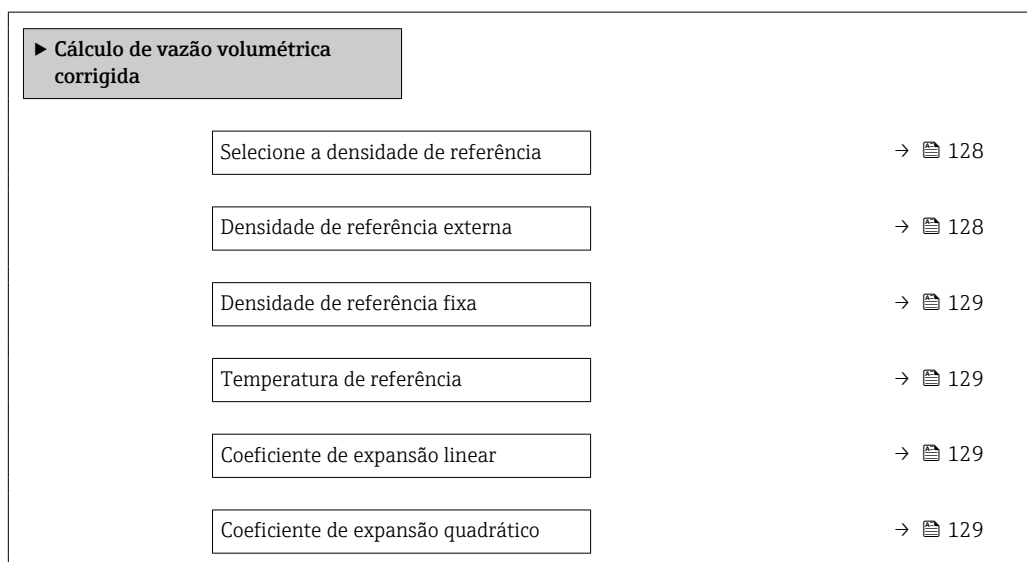 ▶ Cálculo de vazão volumétrica
corrigida
Selecione a densidade de referência → 128
Densidade de referência externa → 128
Densidade de referência fixa → 129
Temperatura de referência → 129
Coeficiente de expansão linear → 129
Coeficiente de expansão quadrático → 129